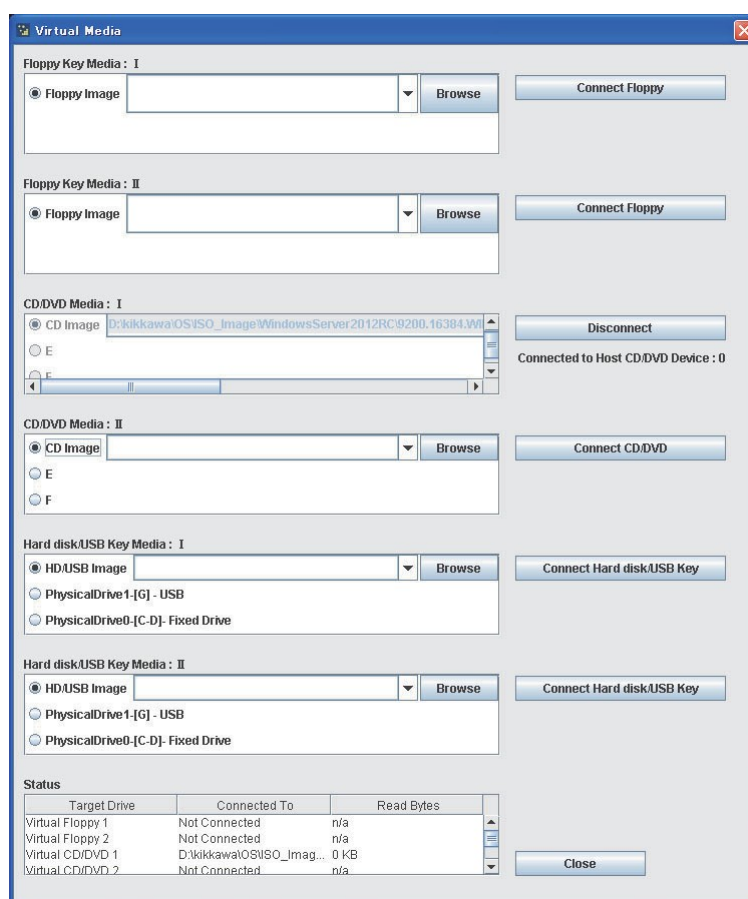 Virtual Media
Floppy Key Media : Ⅰ
Floppy Image Browse Connect Floppy
Floppy Key Media : Ⅱ
Floppy Image Browse Connect Floppy
CD/DVD Media : Ⅰ
CD Image D:\kikkawa\OS\ISO_Image\WindowsServer2012RC\9200.16384.WI
Disconnect
E
Connected to Host CD/DVD Device : 0
F
CD/DVD Media : Ⅱ
CD Image Browse Connect CD/DVD
E
F
Hard disk/USB Key Media : Ⅰ
HD/USB Image Browse Connect Hard disk/USB Key
PhysicalDrive1-[G] - USB
PhysicalDrive0-[C-D]- Fixed Drive
Hard disk/USB Key Media : Ⅱ
HD/USB Image Browse Connect Hard disk/USB Key
PhysicalDrive1-[G] - USB
PhysicalDrive0-[C-D]- Fixed Drive
Status
Target Drive Connected To Read Bytes
Virtual Floppy 1 Not Connected n/a
Virtual Floppy 2 Not Connected n/a
Virtual CD/DVD 1 D:\kikkawa\OS\ISO_Imag... 0 KB
Virtual CD/DVD 2 Not Connected n/a
Close